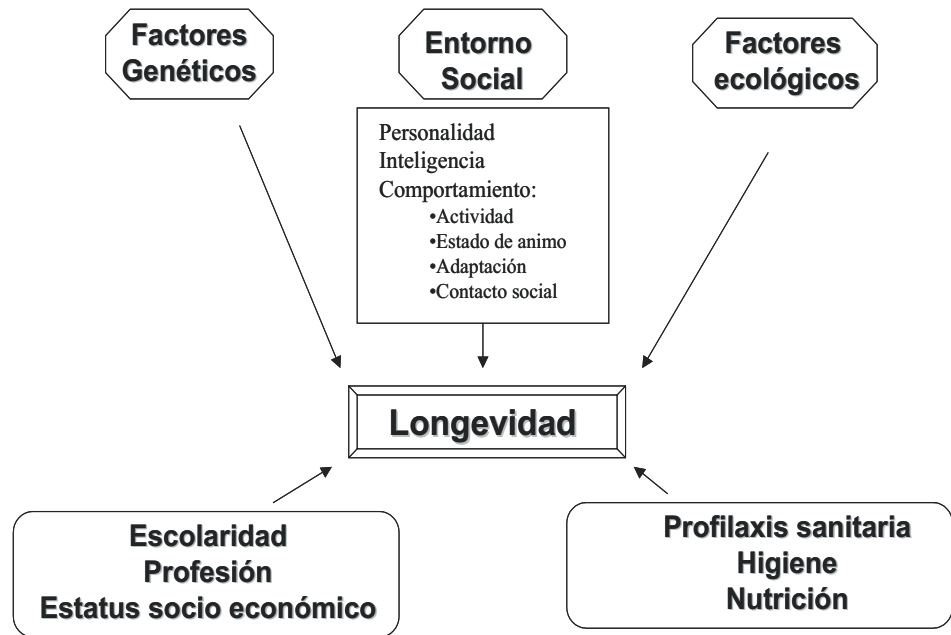 Factores
Genéticos
Entorno
Social
Factores
ecológicos
Personalidad
Inteligencia
Comportamiento:
•Actividad
•Estado de animo
•Adaptación
•Contacto social
Longevidad
Escolaridad
Profesión
Estatus socio económico
Profilaxis sanitaria
Higiene
Nutrición